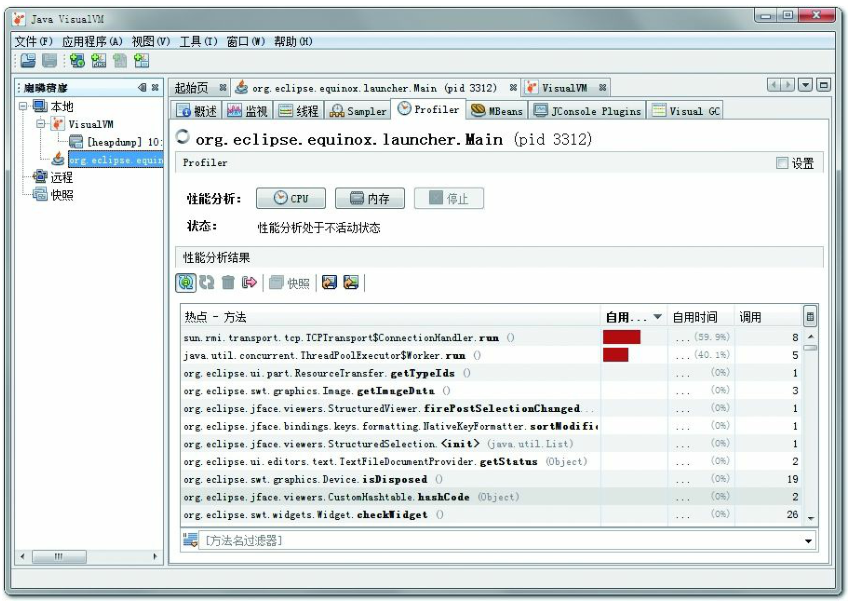 Java VisualVM
文件(F) 应用程序(A) 视图(V) 工具(T) 窗口(W) 帮助(H)
起始页 org.eclipse.equinox.launcher.Main (pid 3312) VisualVM
本地
VisualVM
[heapdump] 10:
org.eclipse.equin
远程
快照
概述 监视 线程 Sampler Profiler MBeans JConsole Plugins Visual GC
org.eclipse.equinox.launcher.Main (pid 3312)
Profiler 设置
性能分析: CPU 内存 停止
状态: 性能分析处于不活动状态
性能分析结果
快照
热点 - 方法 自用... 自用时间 调用
sun.rmi.transport.tcp.TCPTransport$ConnectionHandler.run () ...(59.9%) 8
java.util.concurrent.ThreadPoolExecutor$Worker.run () ...(40.1%) 5
org.eclipse.ui.part.ResourceTransfer.getTypeIds () ... (0%) 1
org.eclipse.swt.graphics.Image.getImageData () ... (0%) 3
org.eclipse.jface.viewers.StructuredViewer.firePostSelectionChanged... ... (0%) 1
org.eclipse.jface.bindings.keys.formatting.NativeKeyFormatter.sortModifie ... (0%) 1
org.eclipse.jface.viewers.StructuredSelection.<init> (java.util.List) ... (0%) 1
org.eclipse.ui.editors.text.TextFileDocumentProvider.getStatus (Object) ... (0%) 2
org.eclipse.swt.graphics.Device.isDisposed () ... (0%) 19
org.eclipse.jface.viewers.CustomHashtable.hashCode (Object) ... (0%) 2
org.eclipse.swt.widgets.Widget.checkWidget () ... (0%) 26
[方法名过滤器]